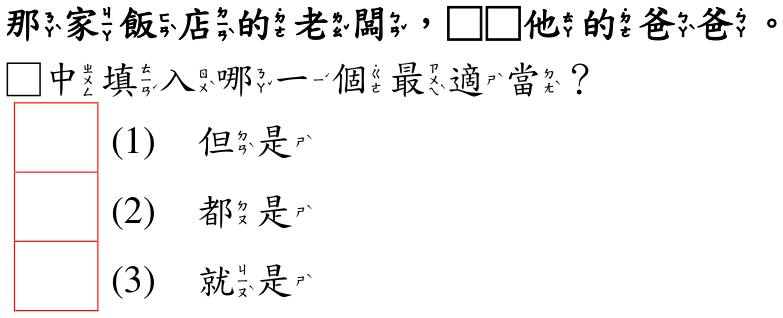 那家飯店的老闆，□□他的爸爸。
□中填入哪一個最適當？
(1) 但是
(2) 都是
(3) 就是